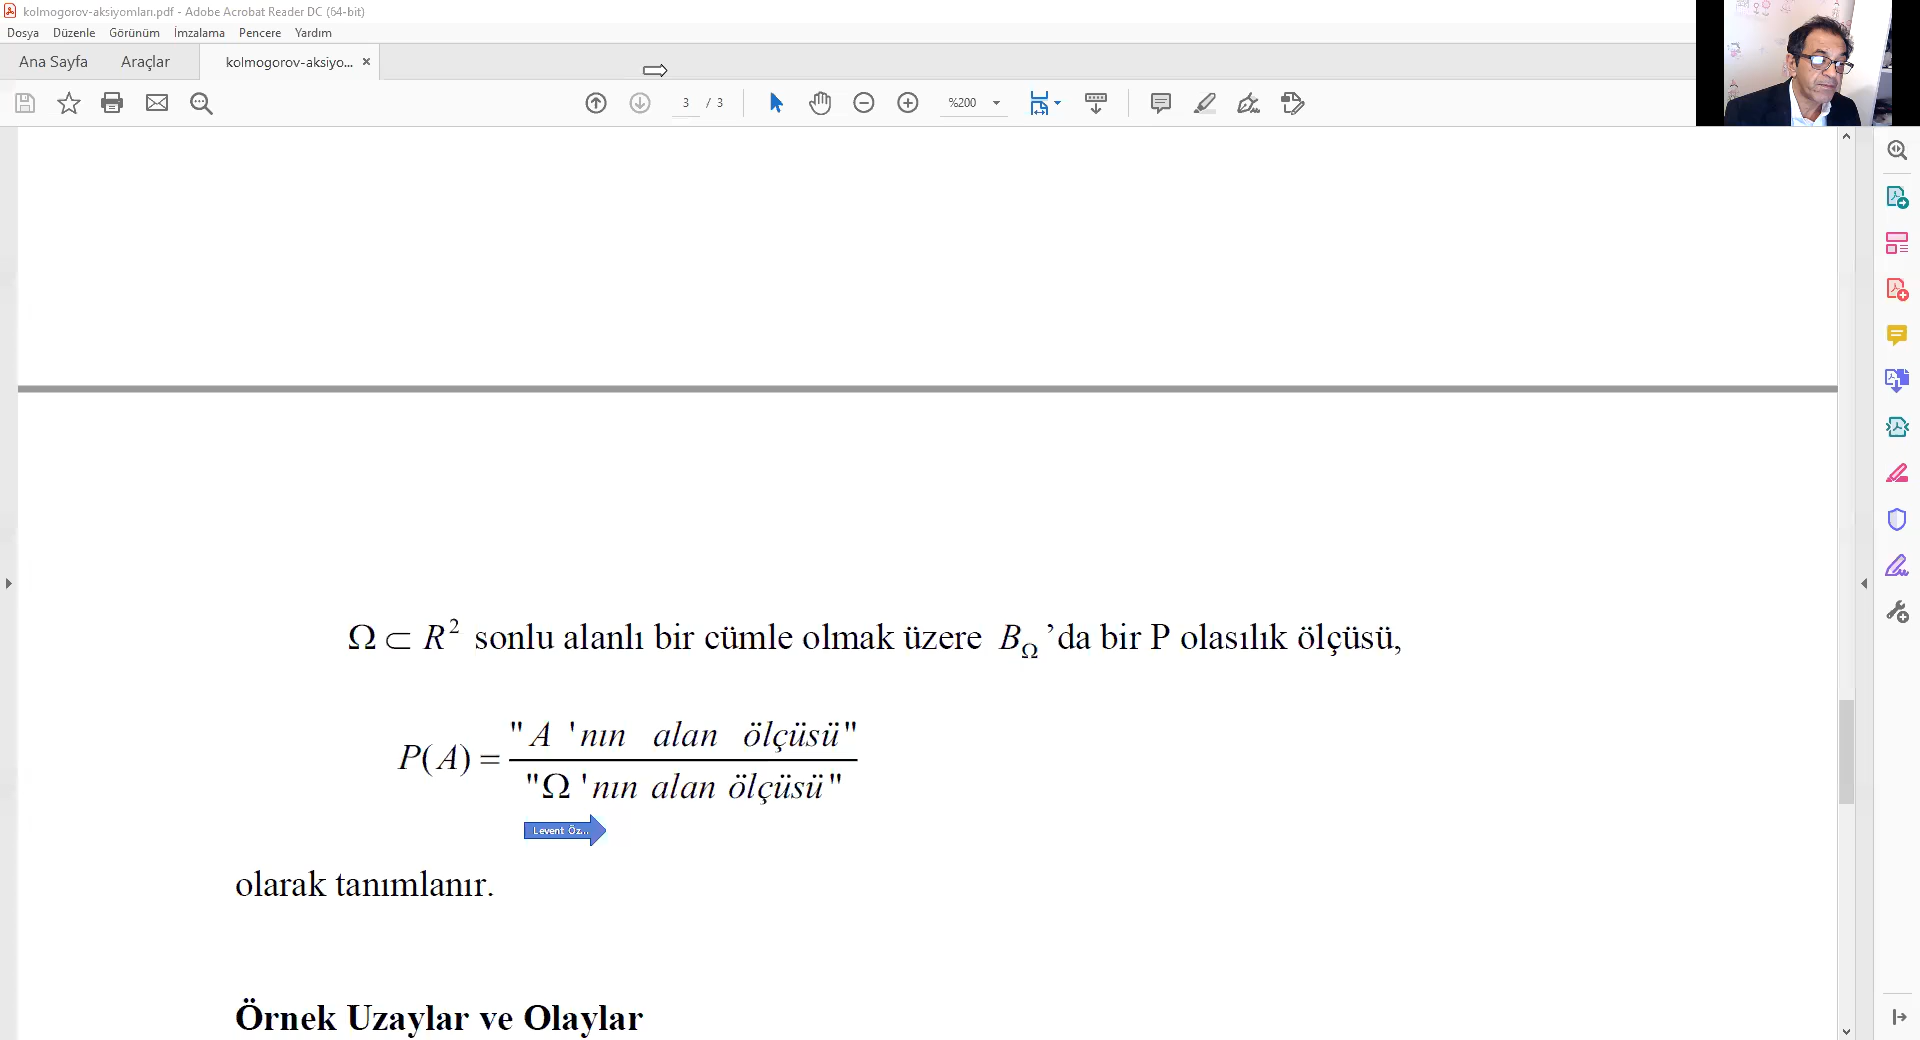 kolmogorov-aksiyomları.pdf - Adobe Acrobat Reader DC (64-bit)
Dosya Düzenle Görünüm İmzalama Pencere Yardım
Ana Sayfa Araçlar kolmogorov-aksiyo... ×
3 / 3 %200
Ω ⊂ R² sonlu alanlı bir cümle olmak üzere B_Ω 'da bir P olasılık ölçüsü,
P(A) = "A 'nın alan ölçüsü"
"Ω 'nın alan ölçüsü"
Levent Öz...
olarak tanımlanır.
Örnek Uzaylar ve Olaylar